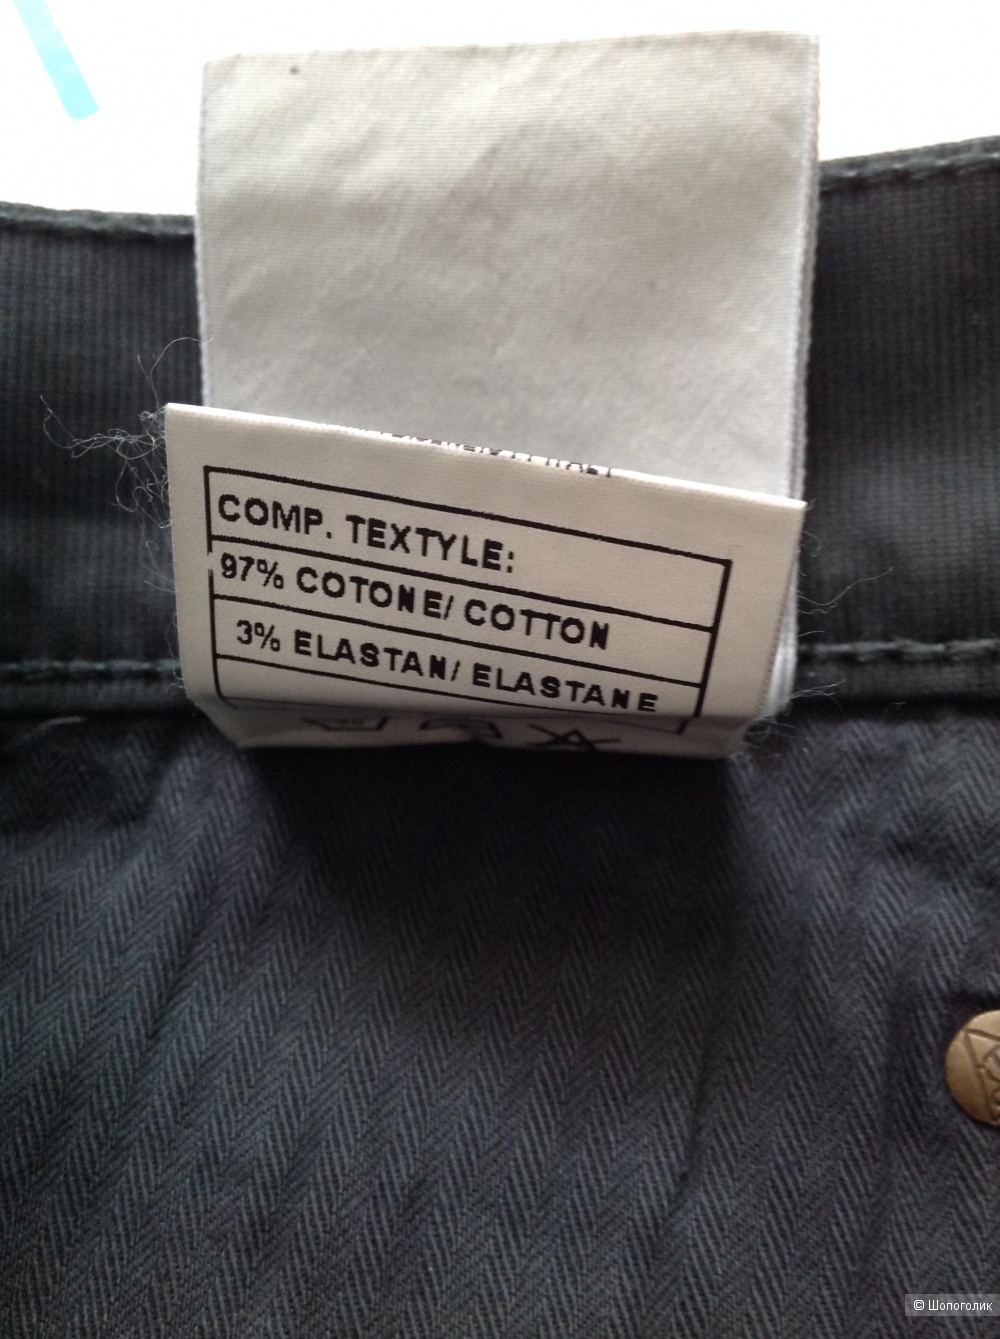 COMP. TEXTYLE:
97% COTONE/ COTTON
3% ELASTAN/ ELASTANE
© Шопоголик